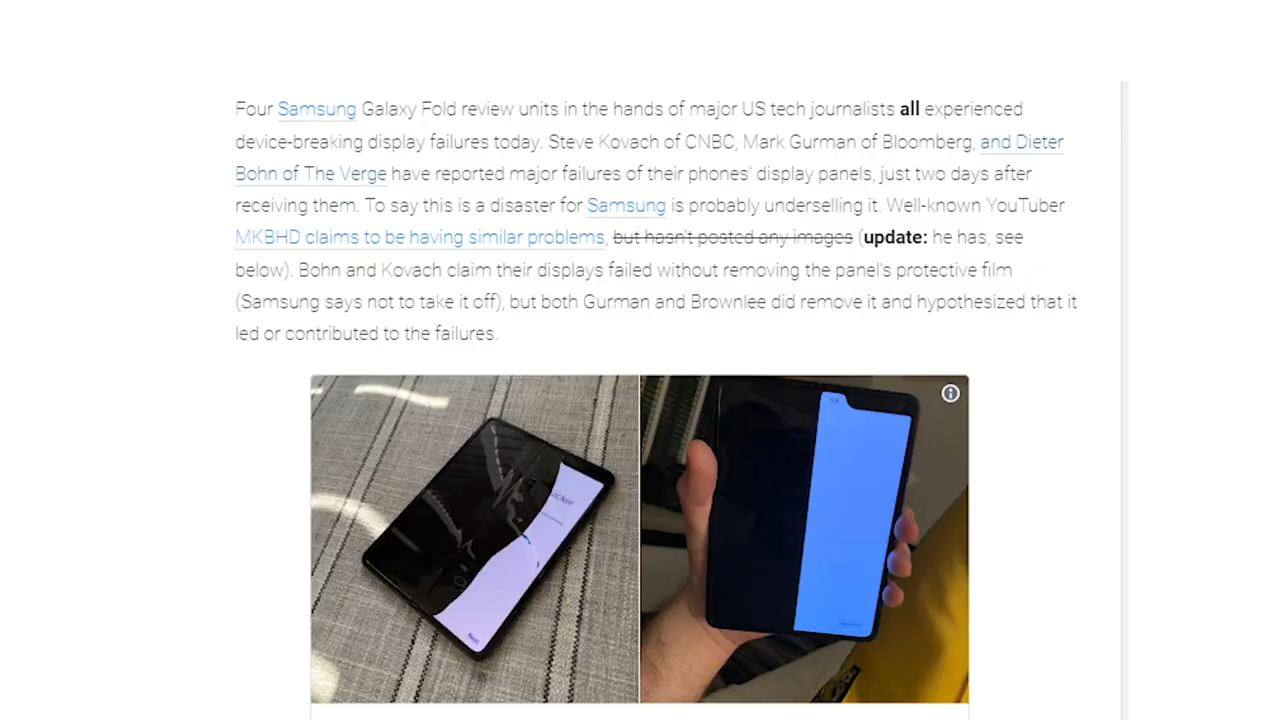 Four Samsung Galaxy Fold review units in the hands of major US tech journalists all experienced
device-breaking display failures today. Steve Kovach of CNBC, Mark Gurman of Bloomberg, and Dieter
Bohn of The Verge have reported major failures of their phones' display panels, just two days after
receiving them. To say this is a disaster for Samsung is probably underselling it. Well-known YouTuber
MKBHD claims to be having similar problems, but hasn't posted any images (update: he has, see
below). Bohn and Kovach claim their displays failed without removing the panel's protective film
(Samsung says not to take it off), but both Gurman and Brownlee did remove it and hypothesized that it
led or contributed to the failures.
Next